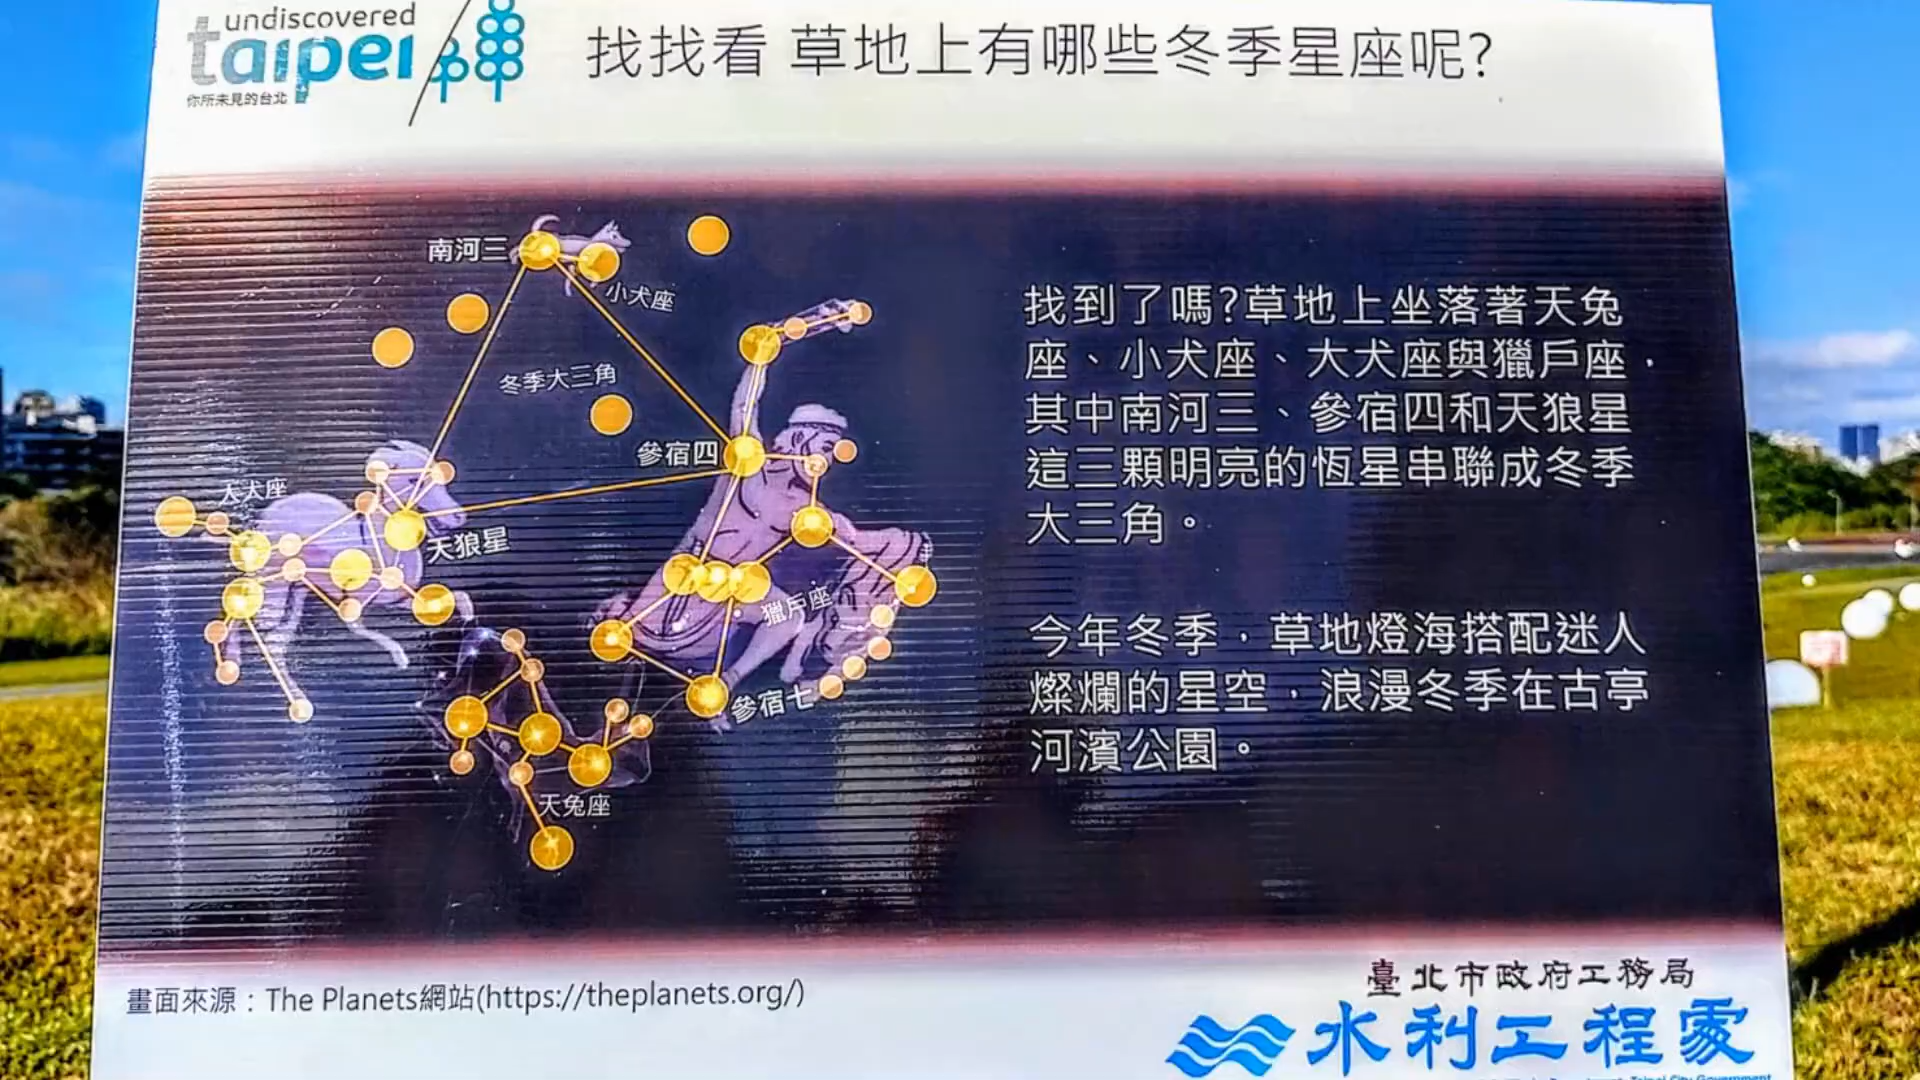 undiscovered
taipei
你所未見的台北
找找看 草地上有哪些冬季星座呢?
南河三
小犬座
冬季大三角
參宿四
大犬座
天狼星
獵戶座
參宿七
天兔座
找到了嗎?草地上坐落著天兔
座、小犬座、大犬座與獵戶座，
其中南河三、參宿四和天狼星
這三顆明亮的恆星串聯成冬季
大三角。
今年冬季，草地燈海搭配迷人
燦爛的星空，浪漫冬季在古亭
河濱公園。
畫面來源：The Planets網站(https://theplanets.org/)
臺北市政府工務局
水利工程處